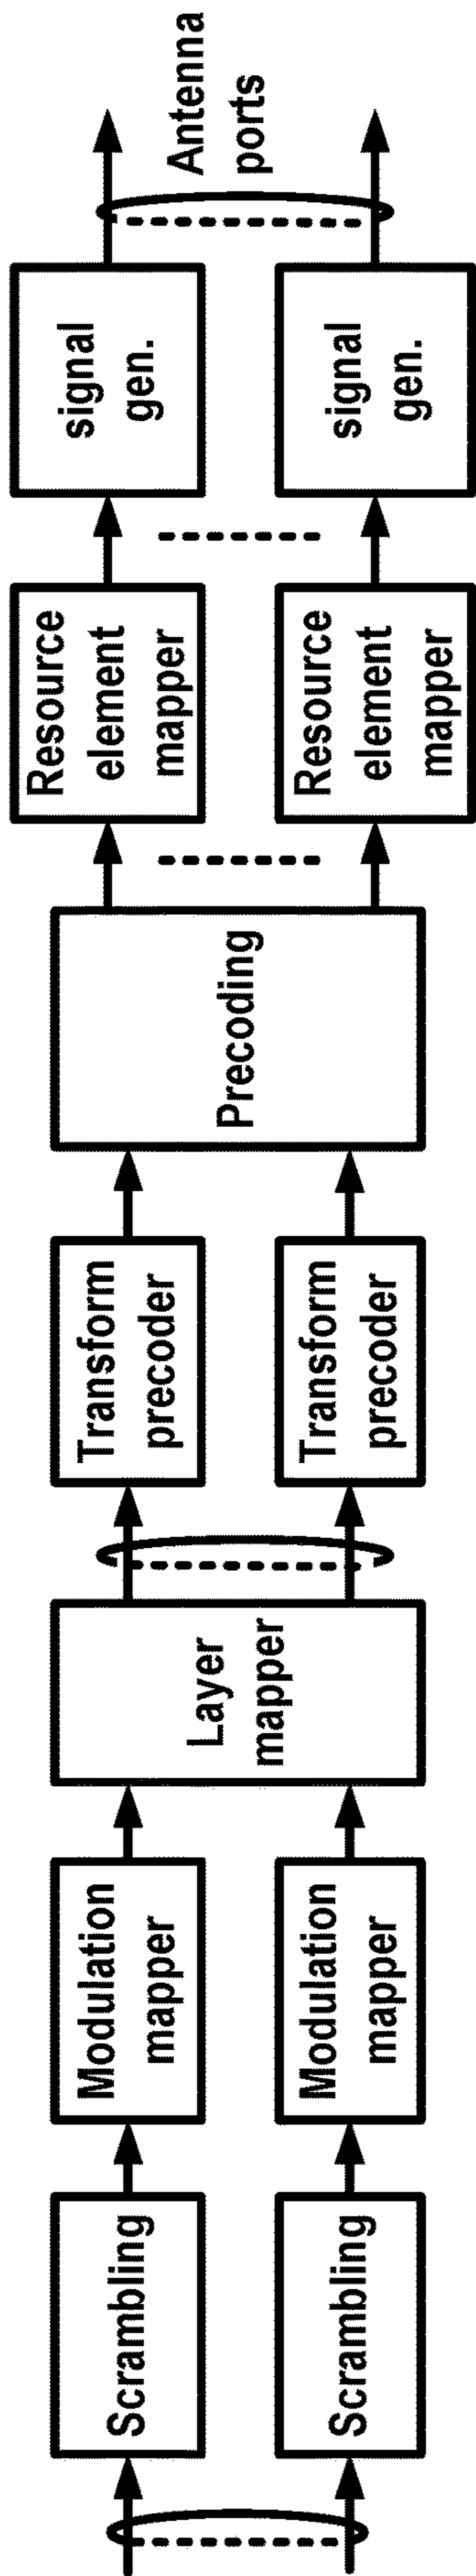 Scrambling
Scrambling
Modulation
mapper
Modulation
mapper
Layer
mapper
Transform
precoder
Transform
precoder
Precoding
Resource
element
mapper
Resource
element
mapper
signal
gen.
signal
gen.
Antenna
ports